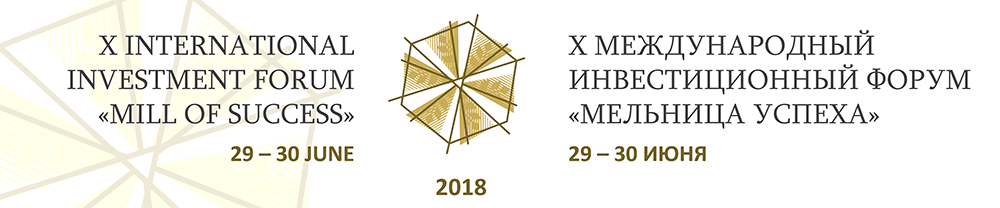 X INTERNATIONAL
INVESTMENT FORUM
«MILL OF SUCCESS»
29 – 30 JUNE
2018
X МЕЖДУНАРОДНЫЙ
ИНВЕСТИЦИОННЫЙ ФОРУМ
«МЕЛЬНИЦА УСПЕХА»
29 – 30 ИЮНЯ